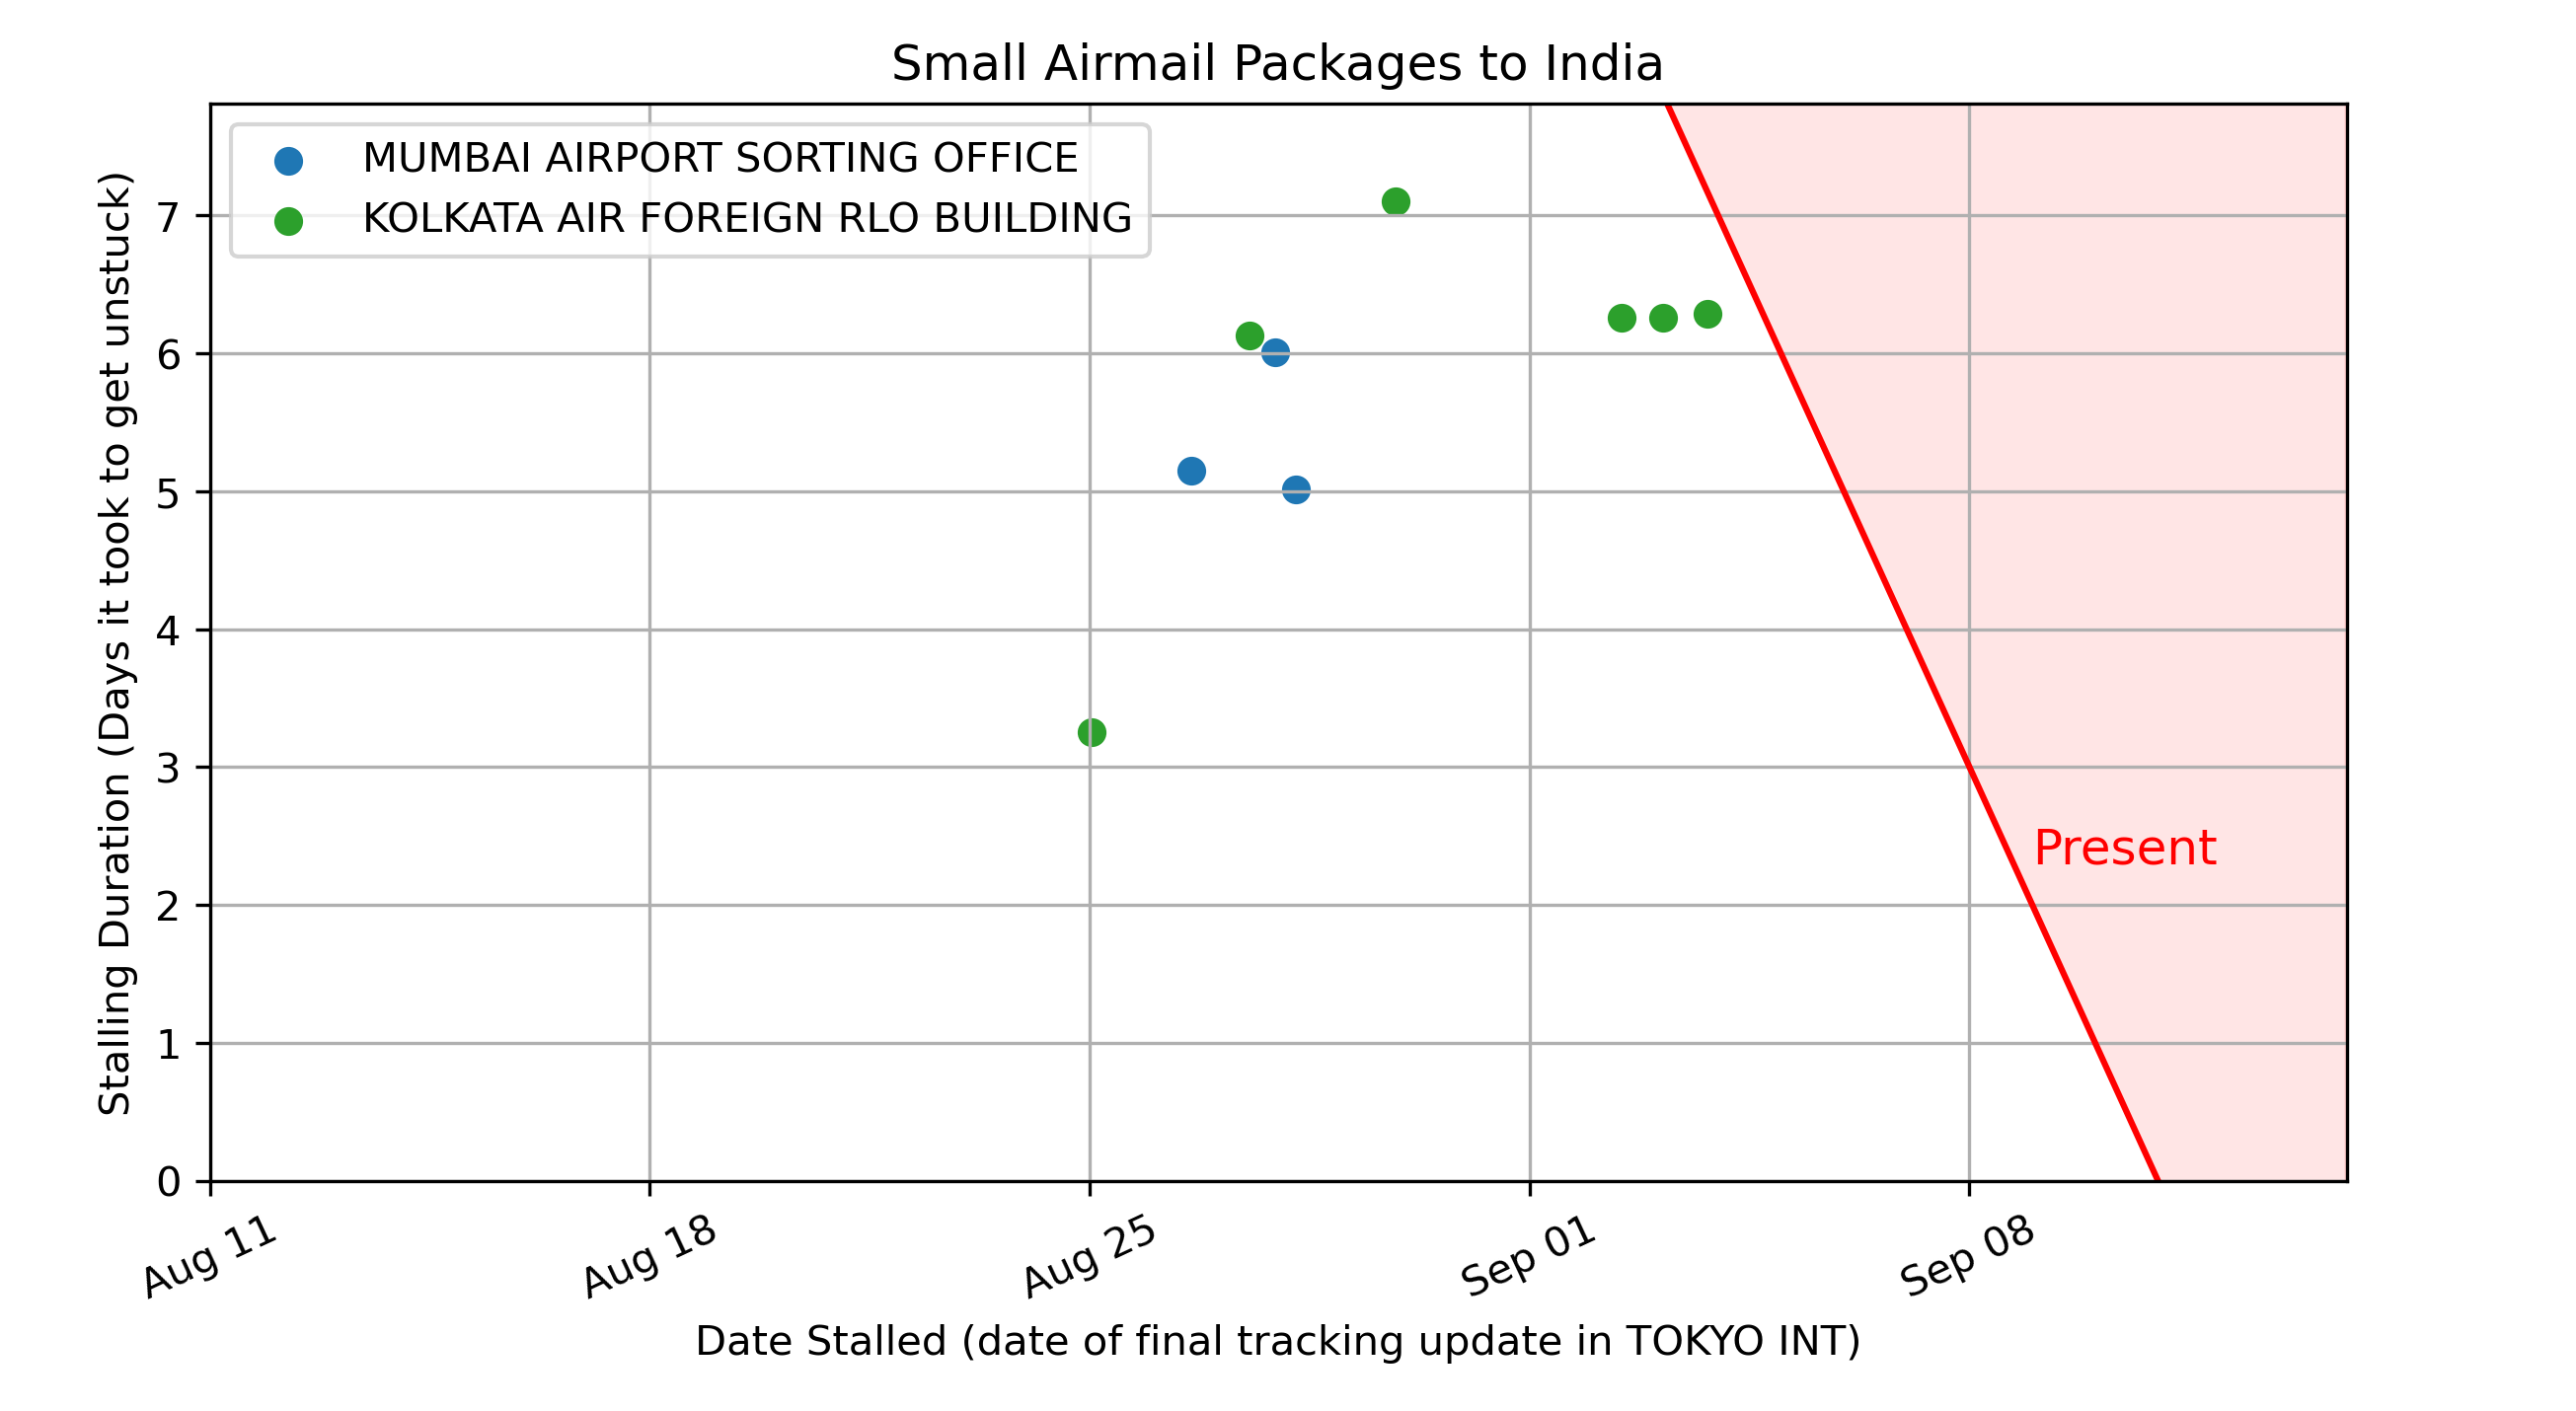 Small Airmail Packages to India
MUMBAI AIRPORT SORTING OFFICE
KOLKATA AIR FOREIGN RLO BUILDING
Stalling Duration (Days it took to get unstuck)
7
6
5
4
3
2
1
0
Present
Aug 11
Aug 18
Aug 25
Sep 01
Sep 08
Date Stalled (date of final tracking update in TOKYO INT)